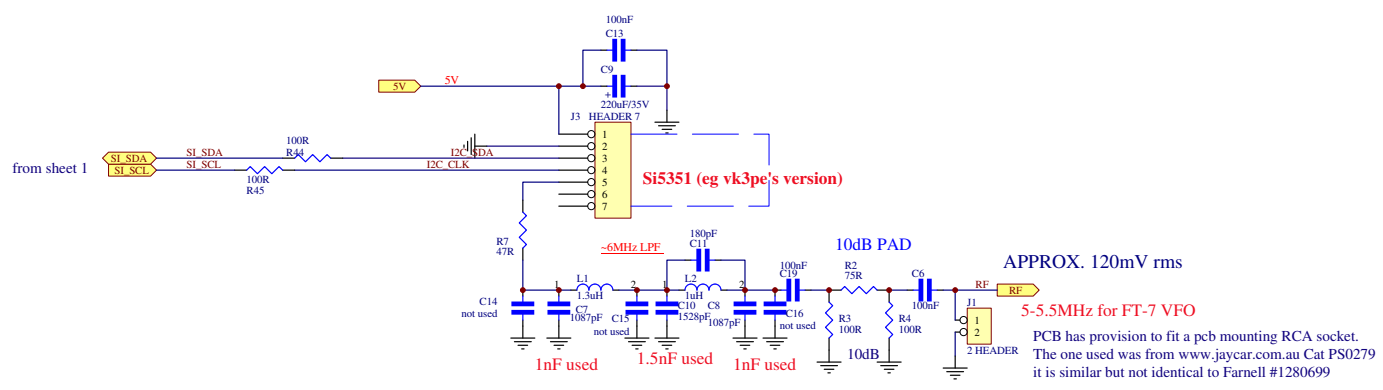 100nF
C13
C9
5V
5V
+
220uF/35V
J3 HEADER 7
1
2
3
4
5
6
7
100R
R44
from sheet 1
SI_SDA
SI_SDA
I2C_SDA
SI_SCL
SI_SCL
I2C_CLK
100R
R45
Si5351 (eg vk3pe's version)
R7
47R
~6MHz LPF
180pF
C11
10dB PAD
APPROX. 120mV rms
100nF
C19
R2
75R
C6
100nF
RF
RF
L1
1.3uH
L2
1uH
1
2
1
2
C14
not used
C7
1087pF
C15
not used
C10
1528pF
C8
1087pF
C16
not used
R3
100R
R4
100R
10dB
J1
1
2
2 HEADER
5-5.5MHz for FT-7 VFO
1nF used
1.5nF used
1nF used
PCB has provision to fit a pcb mounting RCA socket.
The one used was from www.jaycar.com.au Cat PS0279
it is similar but not identical to Farnell #1280699